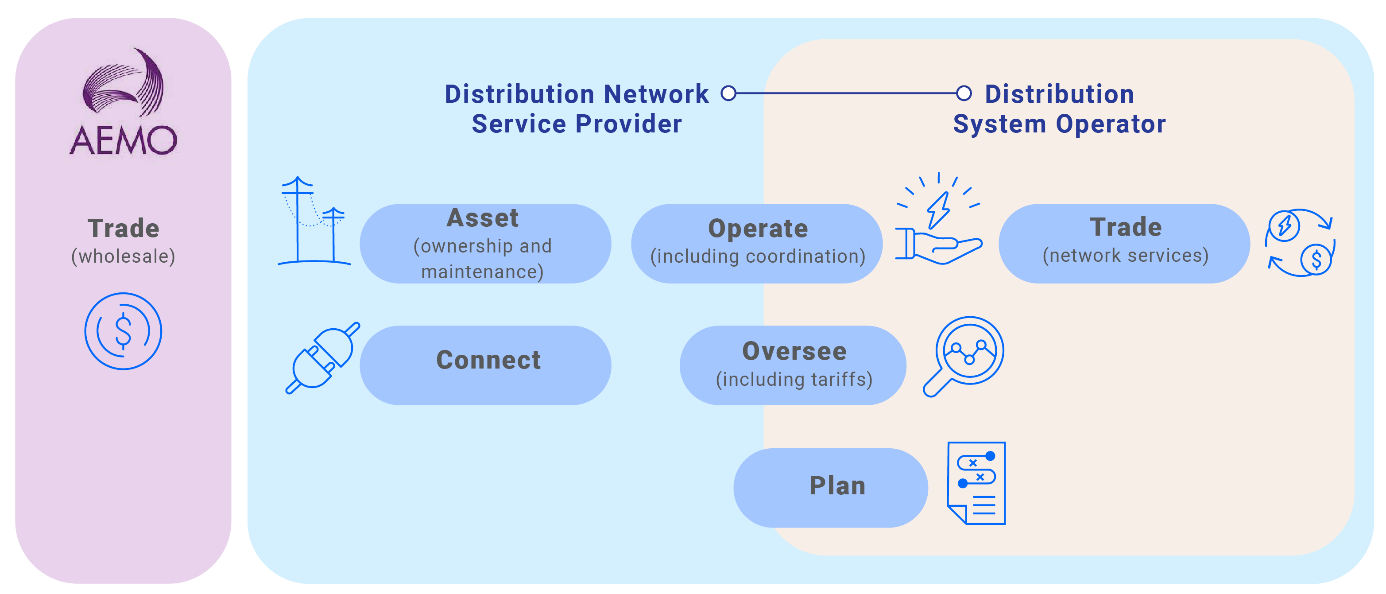 AEMO
Trade
(wholesale)
$
Distribution Network
Service Provider
Distribution
System Operator
Asset
(ownership and
maintenance)
Operate
(including coordination)
Trade
(network services)
$
Connect
Oversee
(including tariffs)
Plan